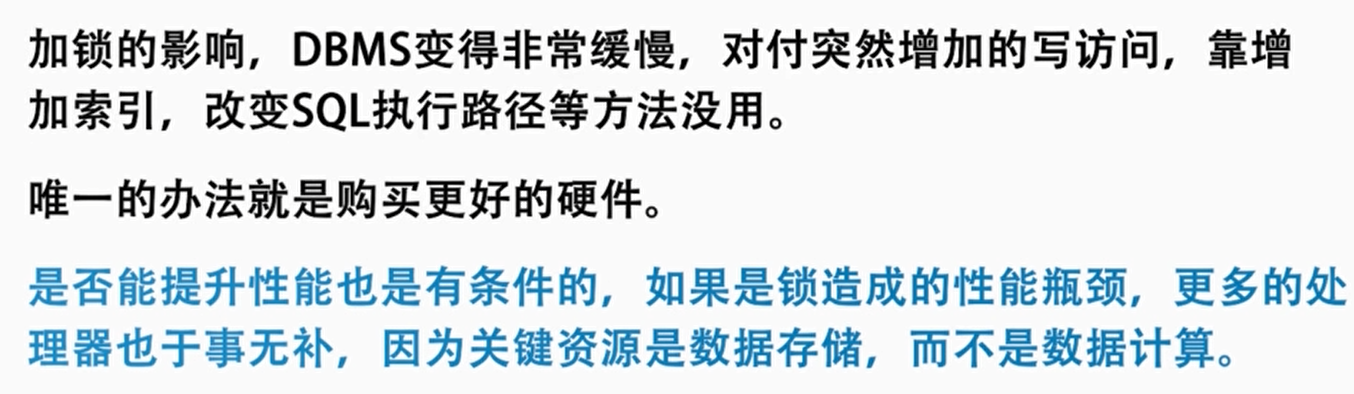 加锁的影响，DBMS变得非常缓慢，对付突然增加的写访问，靠增
加索引，改变SQL执行路径等方法没用。
唯一的办法就是购买更好的硬件。
是否能提升性能也是有条件的，如果是锁造成的性能瓶颈，更多的处
理器也于事无补，因为关键资源是数据存储，而不是数据计算。